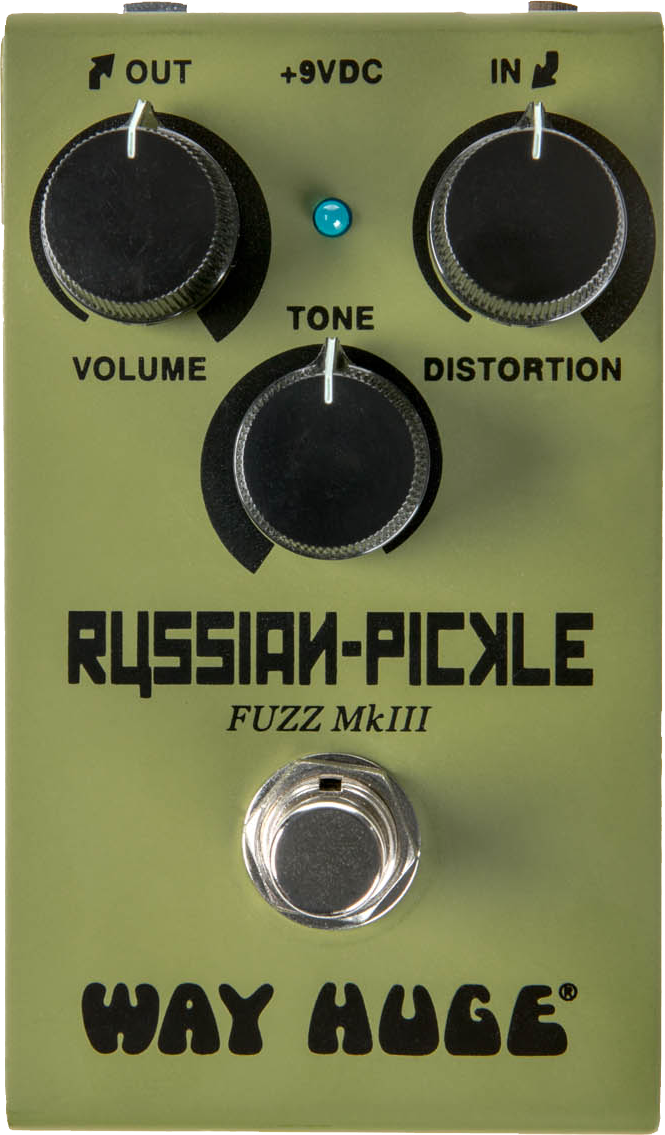 OUT +9VDC IN
TONE
VOLUME DISTORTION
RUSSIAN-PICKLE
FUZZ MkIII
WAY HUGE®